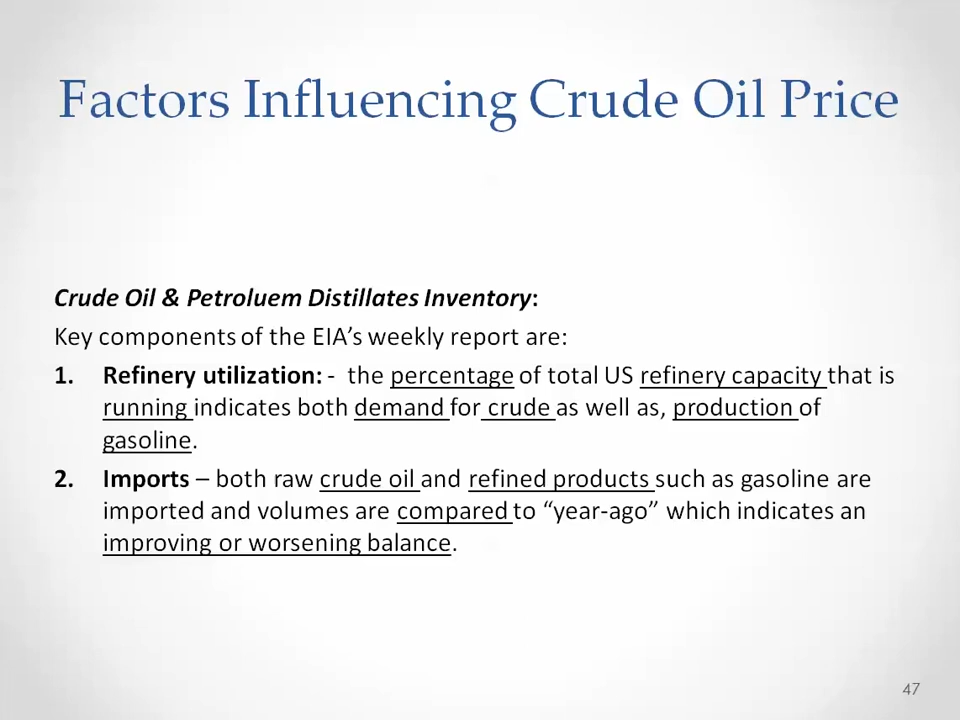 Factors Influencing Crude Oil Price
Crude Oil & Petroluem Distillates Inventory:
Key components of the EIA's weekly report are:
1. Refinery utilization: - the percentage of total US refinery capacity that is
running indicates both demand for crude as well as, production of
gasoline.
2. Imports – both raw crude oil and refined products such as gasoline are
imported and volumes are compared to “year-ago” which indicates an
improving or worsening balance.
47